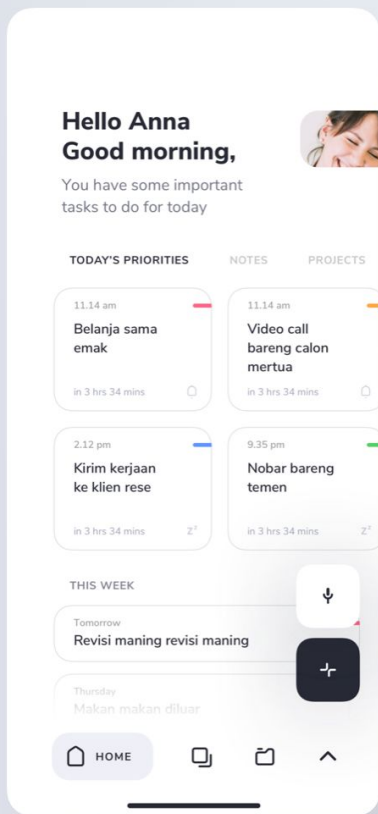 Hello Anna
Good morning,
You have some important
tasks to do for today
TODAY'S PRIORITIES NOTES PROJECTS
11.14 am
Belanja sama
emak
in 3 hrs 34 mins
11.14 am
Video call
bareng calon
mertua
in 3 hrs 34 mins
2.12 pm
Kirim kerjaan
ke klien rese
in 3 hrs 34 mins
zᶻ
9.35 pm
Nobar bareng
temen
in 3 hrs 34 mins
zᶻ
THIS WEEK
Tomorrow
Revisi maning revisi maning
Thursday
Makan makan diluar
HOME